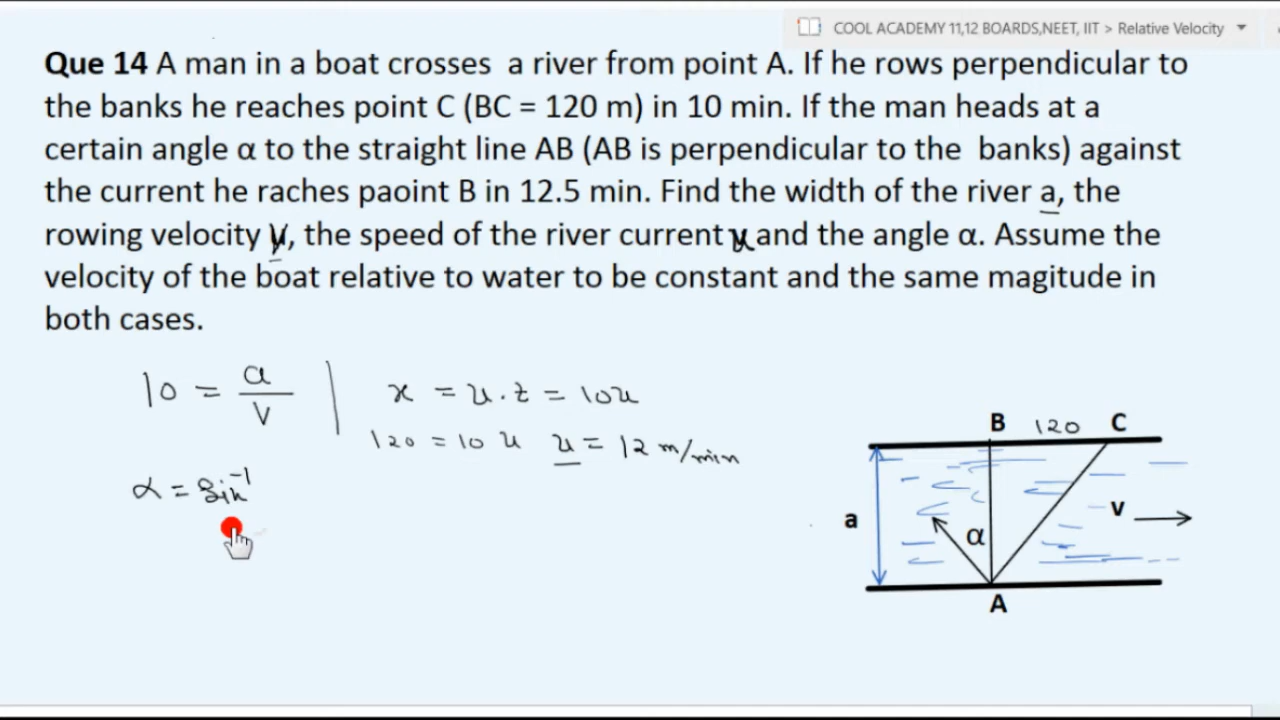 COOL ACADEMY 11,12 BOARDS,NEET, IIT > Relative Velocity
Que 14 A man in a boat crosses a river from point A. If he rows perpendicular to
the banks he reaches point C (BC = 120 m) in 10 min. If the man heads at a
certain angle α to the straight line AB (AB is perpendicular to the banks) against
the current he raches paoint B in 12.5 min. Find the width of the river a, the
rowing velocity v, the speed of the river current u and the angle α. Assume the
velocity of the boat relative to water to be constant and the same magitude in
both cases.
10 = a/v
x = u.t = 10u
120 = 10 u u = 12 m/min
α = Sin⁻¹
B 120 C
a
α
v
A